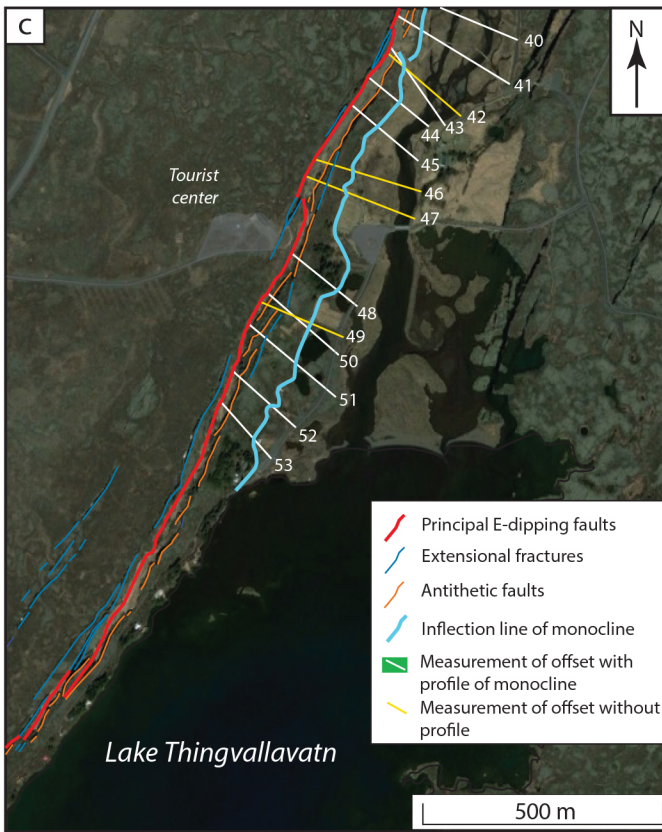 C
N
40
41
42
43
44
45
46
47
Tourist
center
48
49
50
51
52
53
Principal E-dipping faults
Extensional fractures
Antithetic faults
Inflection line of monocline
Measurement of offset with
profile of monocline
Measurement of offset without
profile
Lake Thingvallavatn
500 m